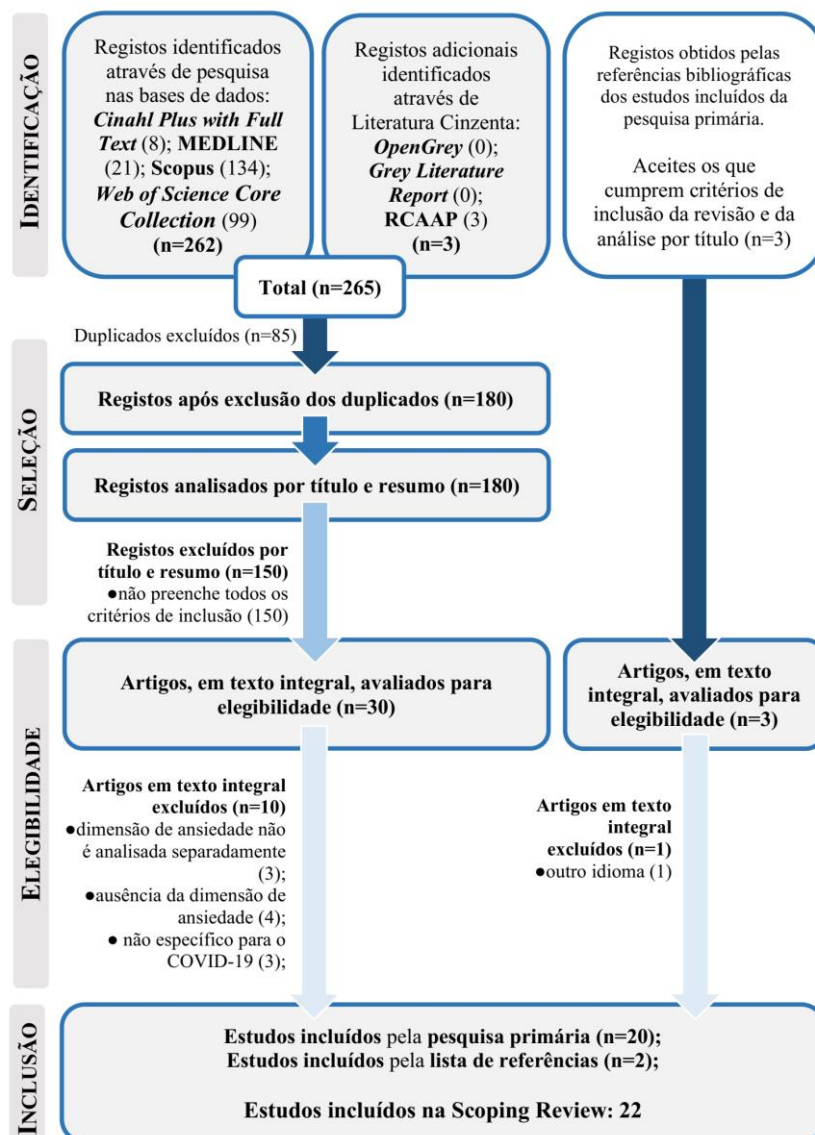 IDENTIFICAÇÃO
Registos identificados
através de pesquisa
nas bases de dados:
Cinahl Plus with Full
Text (8); MEDLINE
(21); Scopus (134);
Web of Science Core
Collection (99)
(n=262)
Registos adicionais
identificados
através de
Literatura Cinzenta:
OpenGrey (0);
Grey Literature
Report (0);
RCAAP (3)
(n=3)
Registos obtidos pelas
referências bibliográficas
dos estudos incluídos da
pesquisa primária.
Aceites os que
cumprem critérios de
inclusão da revisão e da
análise por título (n=3)
Total (n=265)
SELEÇÃO
Duplicados excluídos (n=85)
Registos após exclusão dos duplicados (n=180)
Registos analisados por título e resumo (n=180)
Registos excluídos por
título e resumo (n=150)
●não preenche todos os
critérios de inclusão (150)
ELEGIBILIDADE
Artigos, em texto integral, avaliados para
elegibilidade (n=30)
Artigos, em texto
integral, avaliados para
elegibilidade (n=3)
Artigos em texto integral
excluídos (n=10)
●dimensão de ansiedade não
é analisada separadamente
(3);
●ausência da dimensão de
ansiedade (4);
● não específico para o
COVID-19 (3);
Artigos em texto
integral
excluídos (n=1)
●outro idioma (1)
INCLUSÃO
Estudos incluídos pela pesquisa primária (n=20);
Estudos incluídos pela lista de referências (n=2);
Estudos incluídos na Scoping Review: 22